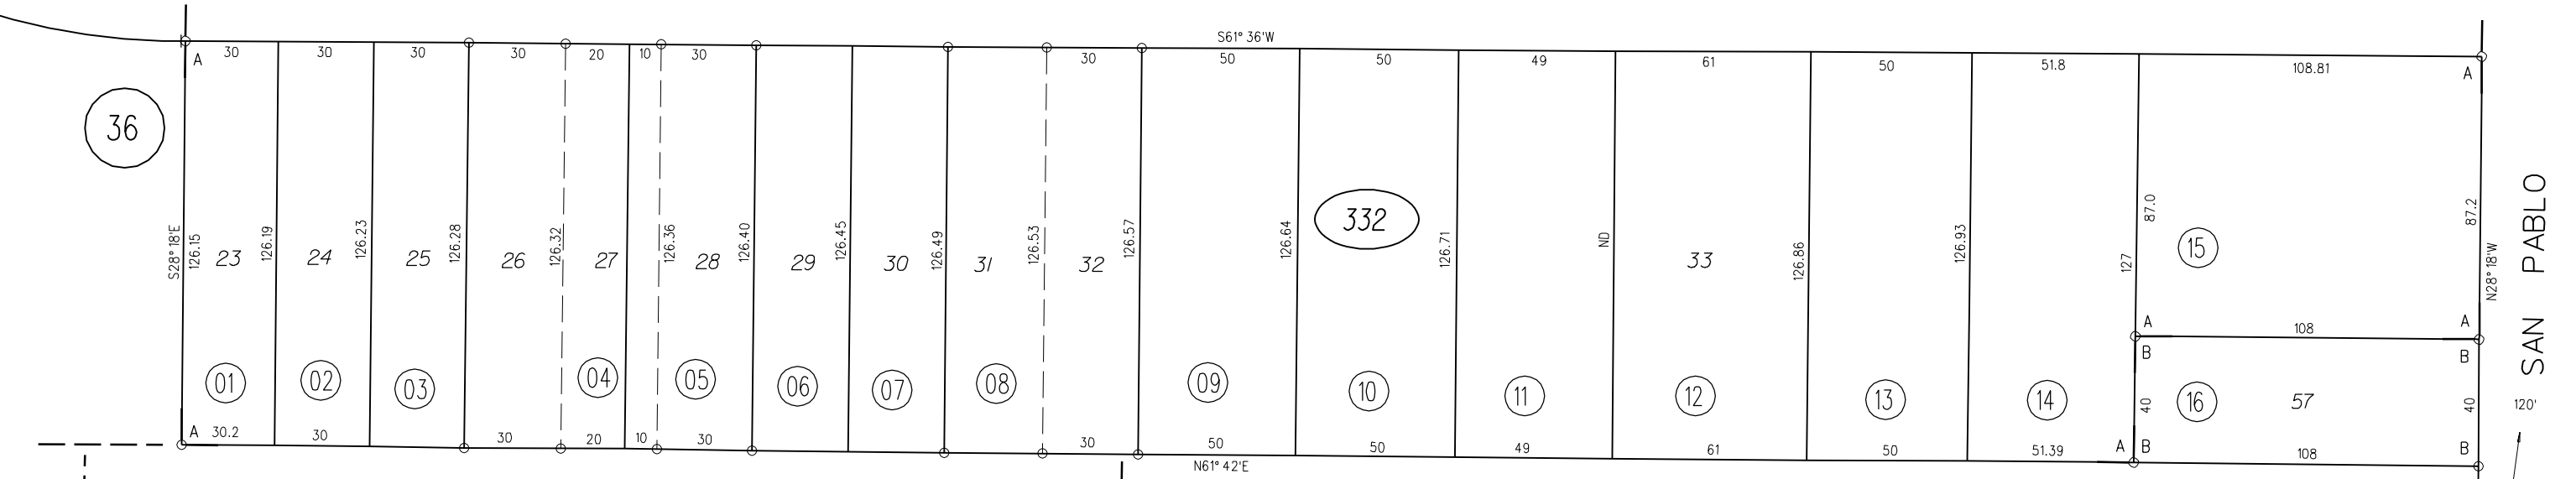 S61° 36'W
30 30 30 30 20 10 30 30 50 50 49 61 50 51.8 108.81
A A
36
332
SAN PABLO
S28° 18'E
126.15 126.19 126.23 126.28 126.32 126.36 126.40 126.45 126.49 126.53 126.57 126.64 126.71 ND 126.86 126.93 127 87.0 87.2
N28° 18'W
23 24 25 26 27 28 29 30 31 32 33
15
A 108 A
B B
01 02 03 04 05 06 07 08 09 10 11 12 13 14 16 57
40 40 120'
A 30.2 30 30 20 10 30 30 50 50 49 61 50 51.39 A B 108 B
N61° 42'E